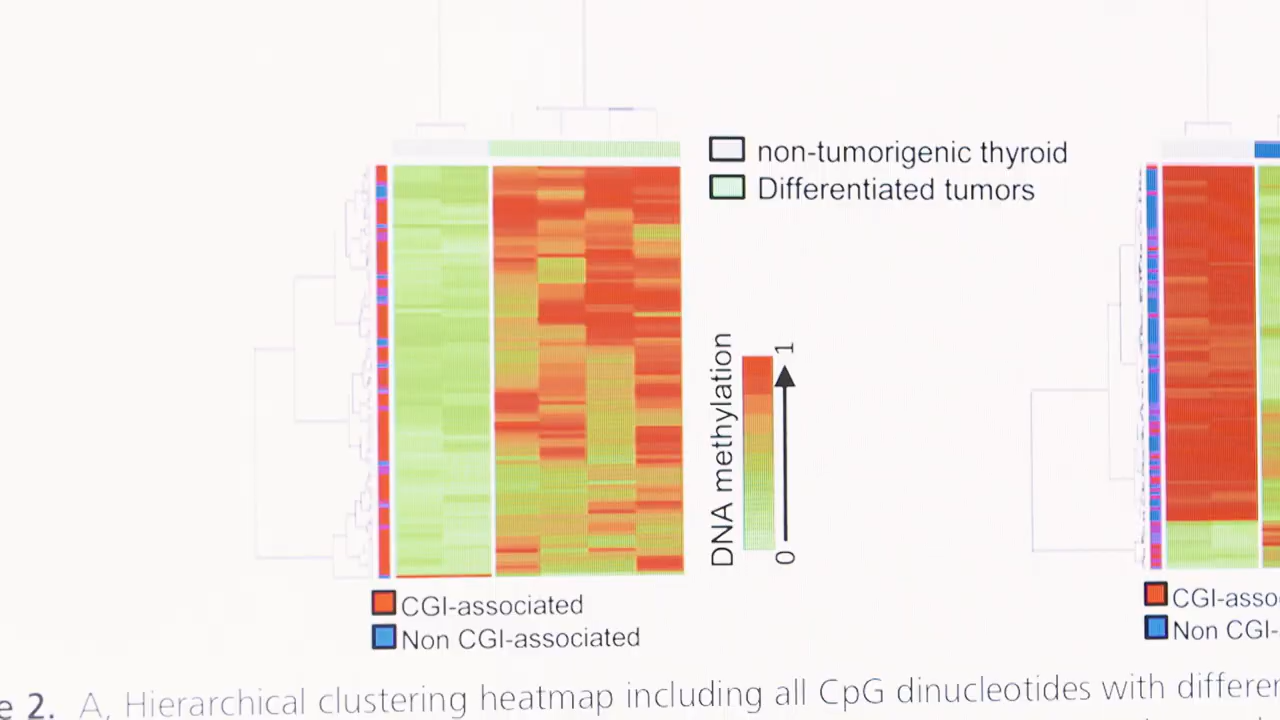 non-tumorigenic thyroid
Differentiated tumors
DNA methylation
1
0
CGI-associated
Non CGI-associated
CGI-asso
Non CGI-
e 2. A, Hierarchical clustering heatmap including all CpG dinucleotides with differen